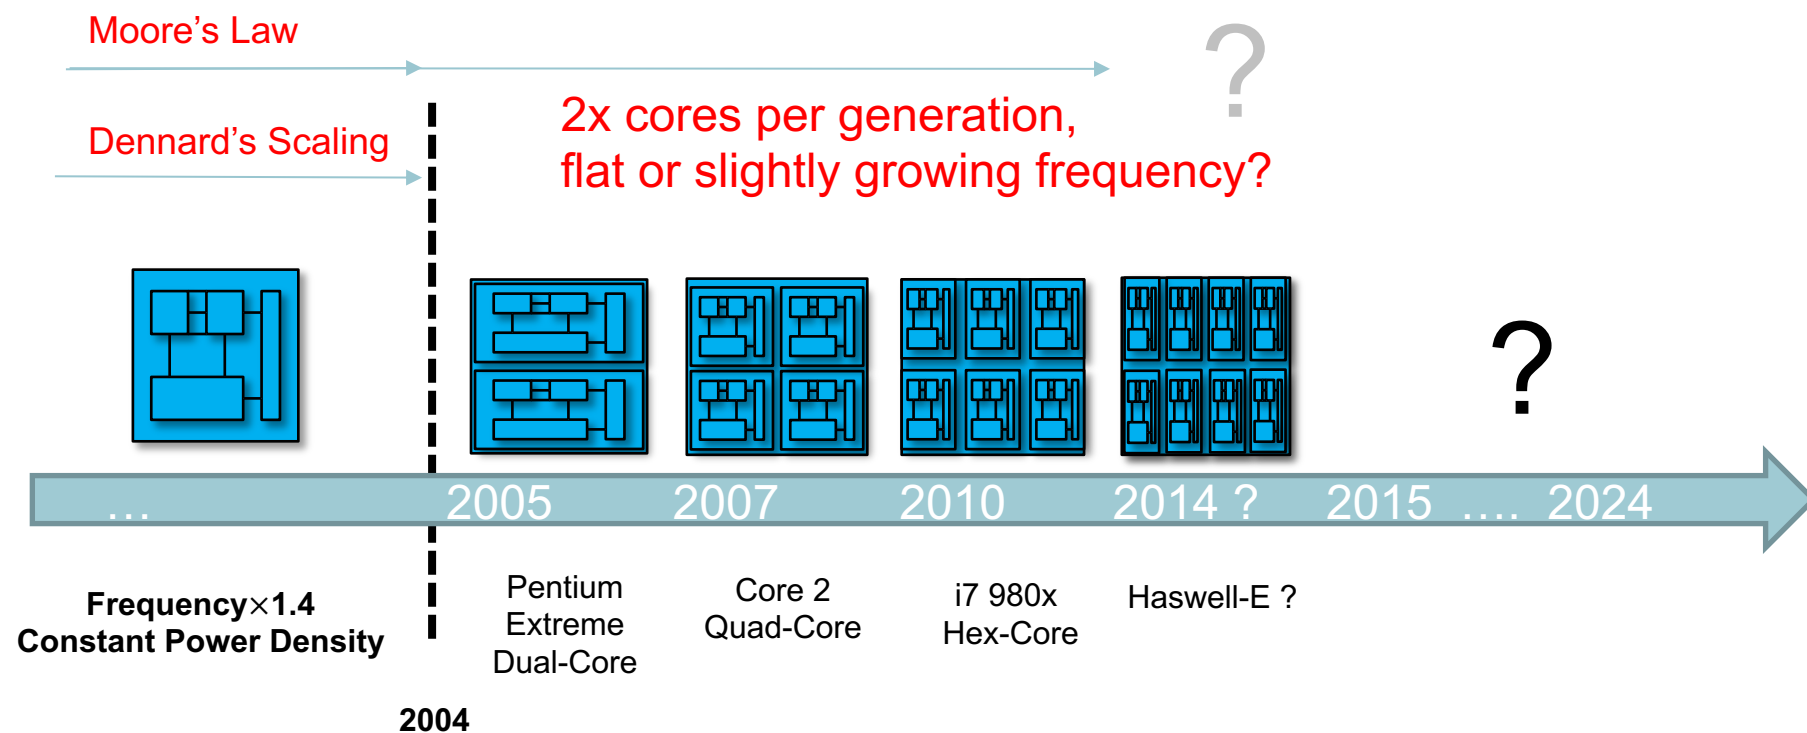 Moore’s Law
?
Dennard’s Scaling
2x cores per generation,
flat or slightly growing frequency?
?
… 2005 2007 2010 2014 ? 2015 …. 2024
Frequency×1.4
Constant Power Density
Pentium
Extreme
Dual-Core
Core 2
Quad-Core
i7 980x
Hex-Core
Haswell-E ?
2004